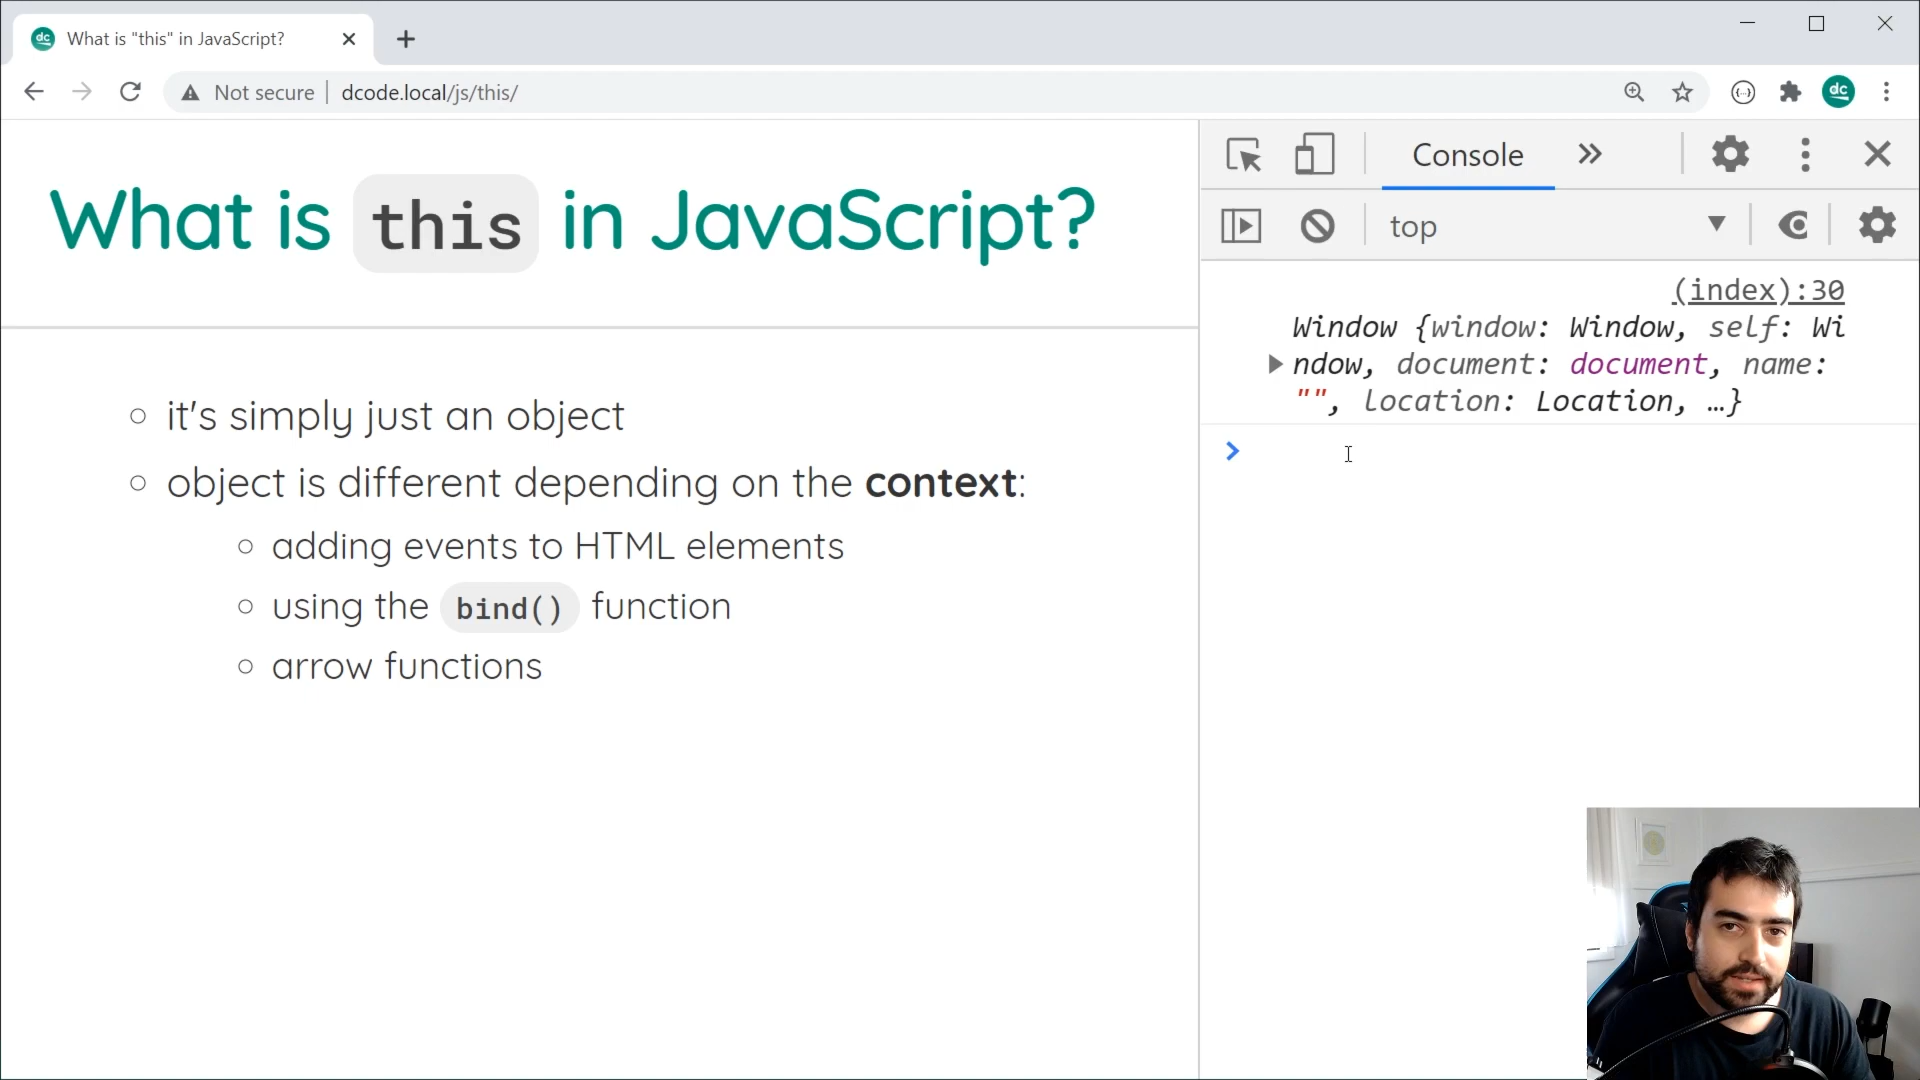 dc What is "this" in JavaScript?
Not secure dcode.local/js/this/
dc
What is this in JavaScript?
it's simply just an object
object is different depending on the context:
adding events to HTML elements
using the bind() function
arrow functions
Console
top
(index):30
Window {window: Window, self: Wi
ndow, document: document, name:
"", location: Location, …}